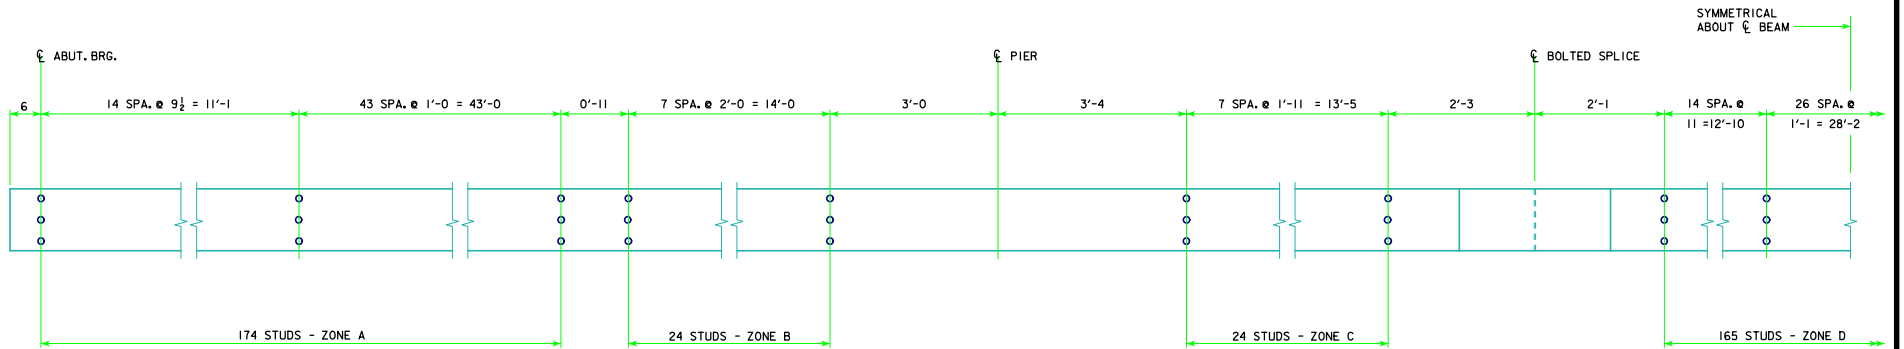 SYMMETRICAL
ABOUT ℄ BEAM
℄ ABUT. BRG.
℄ PIER
℄ BOLTED SPLICE
6
14 SPA. @ 9½ = 11'-1
43 SPA. @ 1'-0 = 43'-0
0'-11
7 SPA. @ 2'-0 = 14'-0
3'-0
3'-4
7 SPA. @ 1'-11 = 13'-5
2'-3
2'-1
14 SPA. @
11 =12'-10
26 SPA. @
1'-1 = 28'-2
174 STUDS - ZONE A
24 STUDS - ZONE B
24 STUDS - ZONE C
165 STUDS - ZONE D